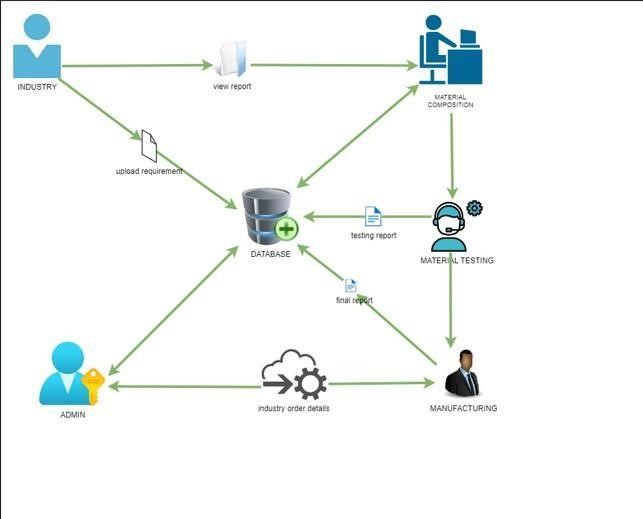 INDUSTRY
view report
MATERIAL
COMPOSITION
upload requirement
testing report
DATABASE
MATERIAL TESTING
final report
ADMIN
industry order details
MANUFACTURING